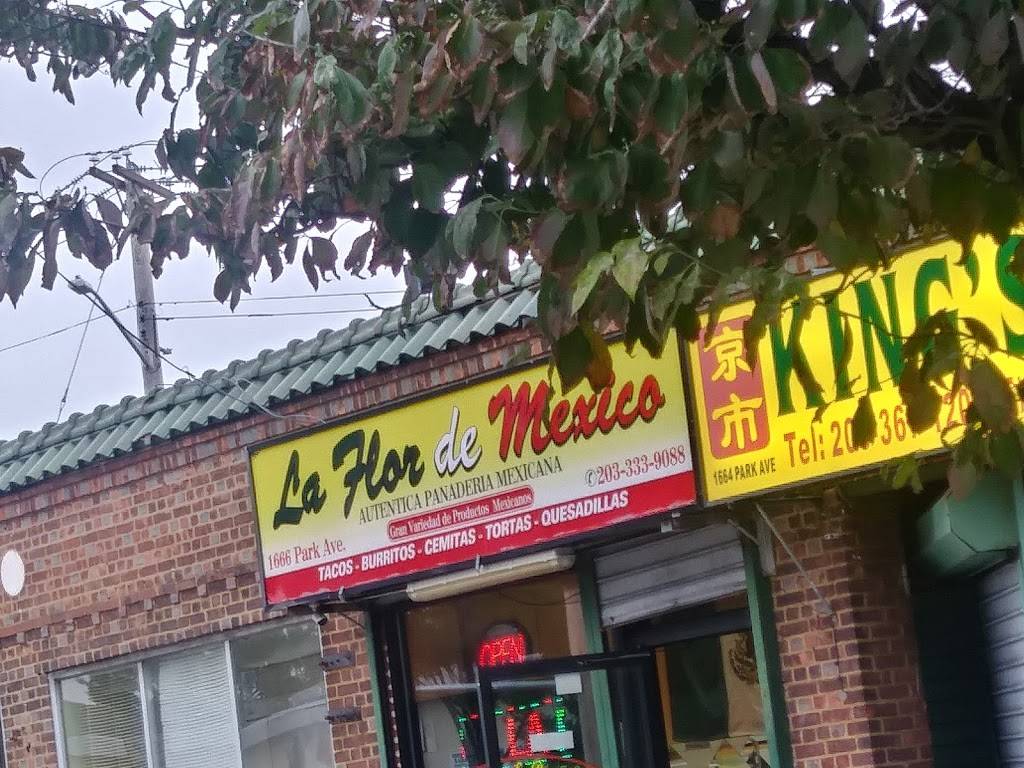 La Flor de Mexico
AUTENTICA PANADERIA MEXICANA
✆203-333-9088
Gran Variedad de Productos Mexicanos
1666 Park Ave.
TACOS - BURRITOS - CEMITAS - TORTAS - QUESADILLAS
京市
KING'S
Tel:
1664 PARK AVE
OPEN